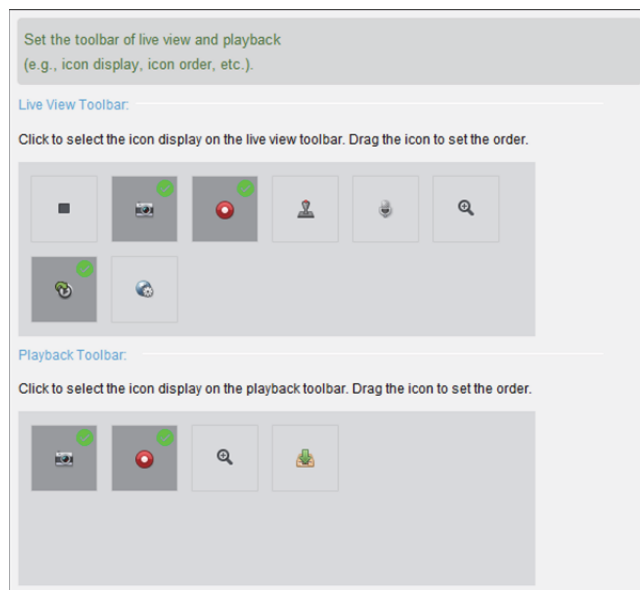 Set the toolbar of live view and playback
(e.g., icon display, icon order, etc.).
Live View Toolbar:
Click to select the icon display on the live view toolbar. Drag the icon to set the order.
Playback Toolbar:
Click to select the icon display on the playback toolbar. Drag the icon to set the order.